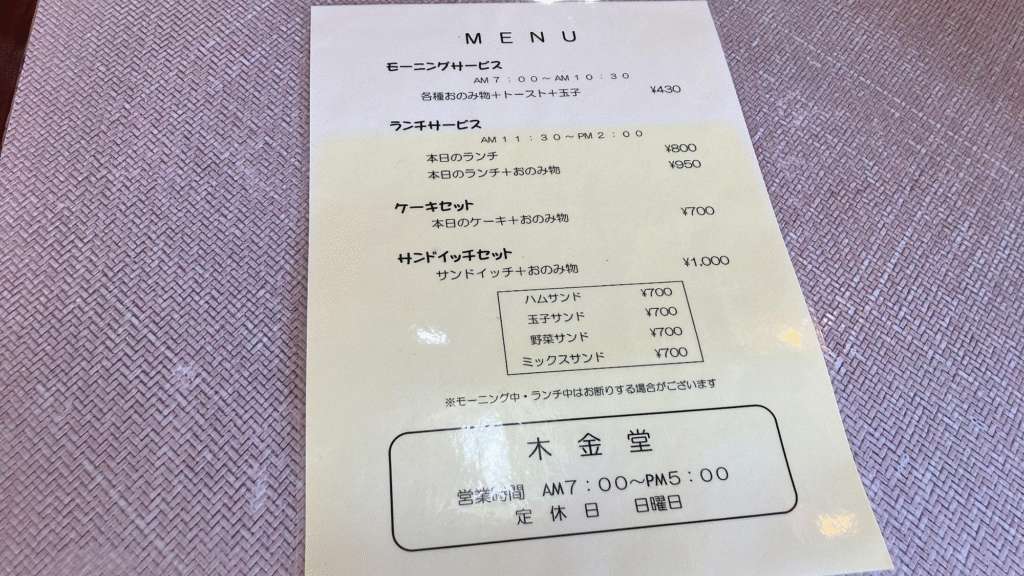 MENU
モーニングサービス
AM7:00～AM10:30
各種おのみ物＋トースト＋玉子 ¥430
ランチサービス
AM11:30～PM2:00
本日のランチ ¥800
本日のランチ＋おのみ物 ¥950
ケーキセット
本日のケーキ＋おのみ物 ¥700
サンドイッチセット
サンドイッチ＋おのみ物 ¥1,000
ハムサンド ¥700
玉子サンド ¥700
野菜サンド ¥700
ミックスサンド ¥700
※モーニング中・ランチ中はお断りする場合がございます
木金堂
営業時間 AM7:00～PM5:00
定休日 日曜日